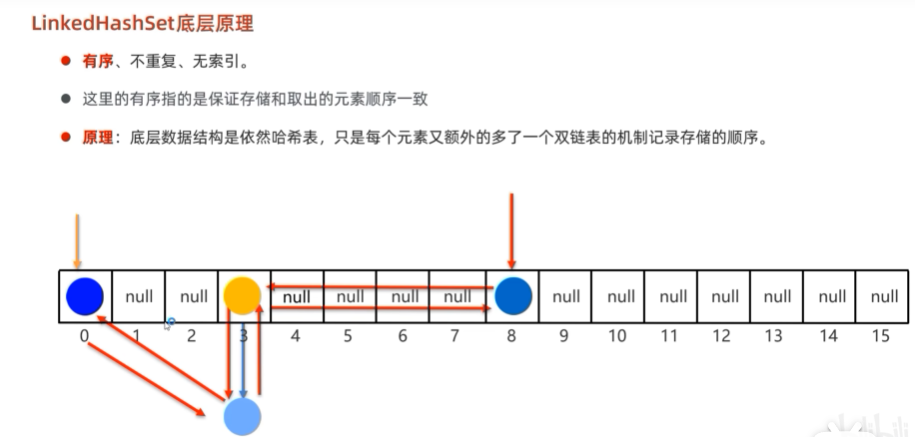 LinkedHashSet底层原理
有序、不重复、无索引。
这里的有序指的是保证存储和取出的元素顺序一致
原理：底层数据结构是依然哈希表，只是每个元素又额外的多了一个双链表的机制记录存储的顺序。
null null null null null null null null null null null null null
0 1 2 3 4 5 6 7 8 9 10 11 12 13 14 15